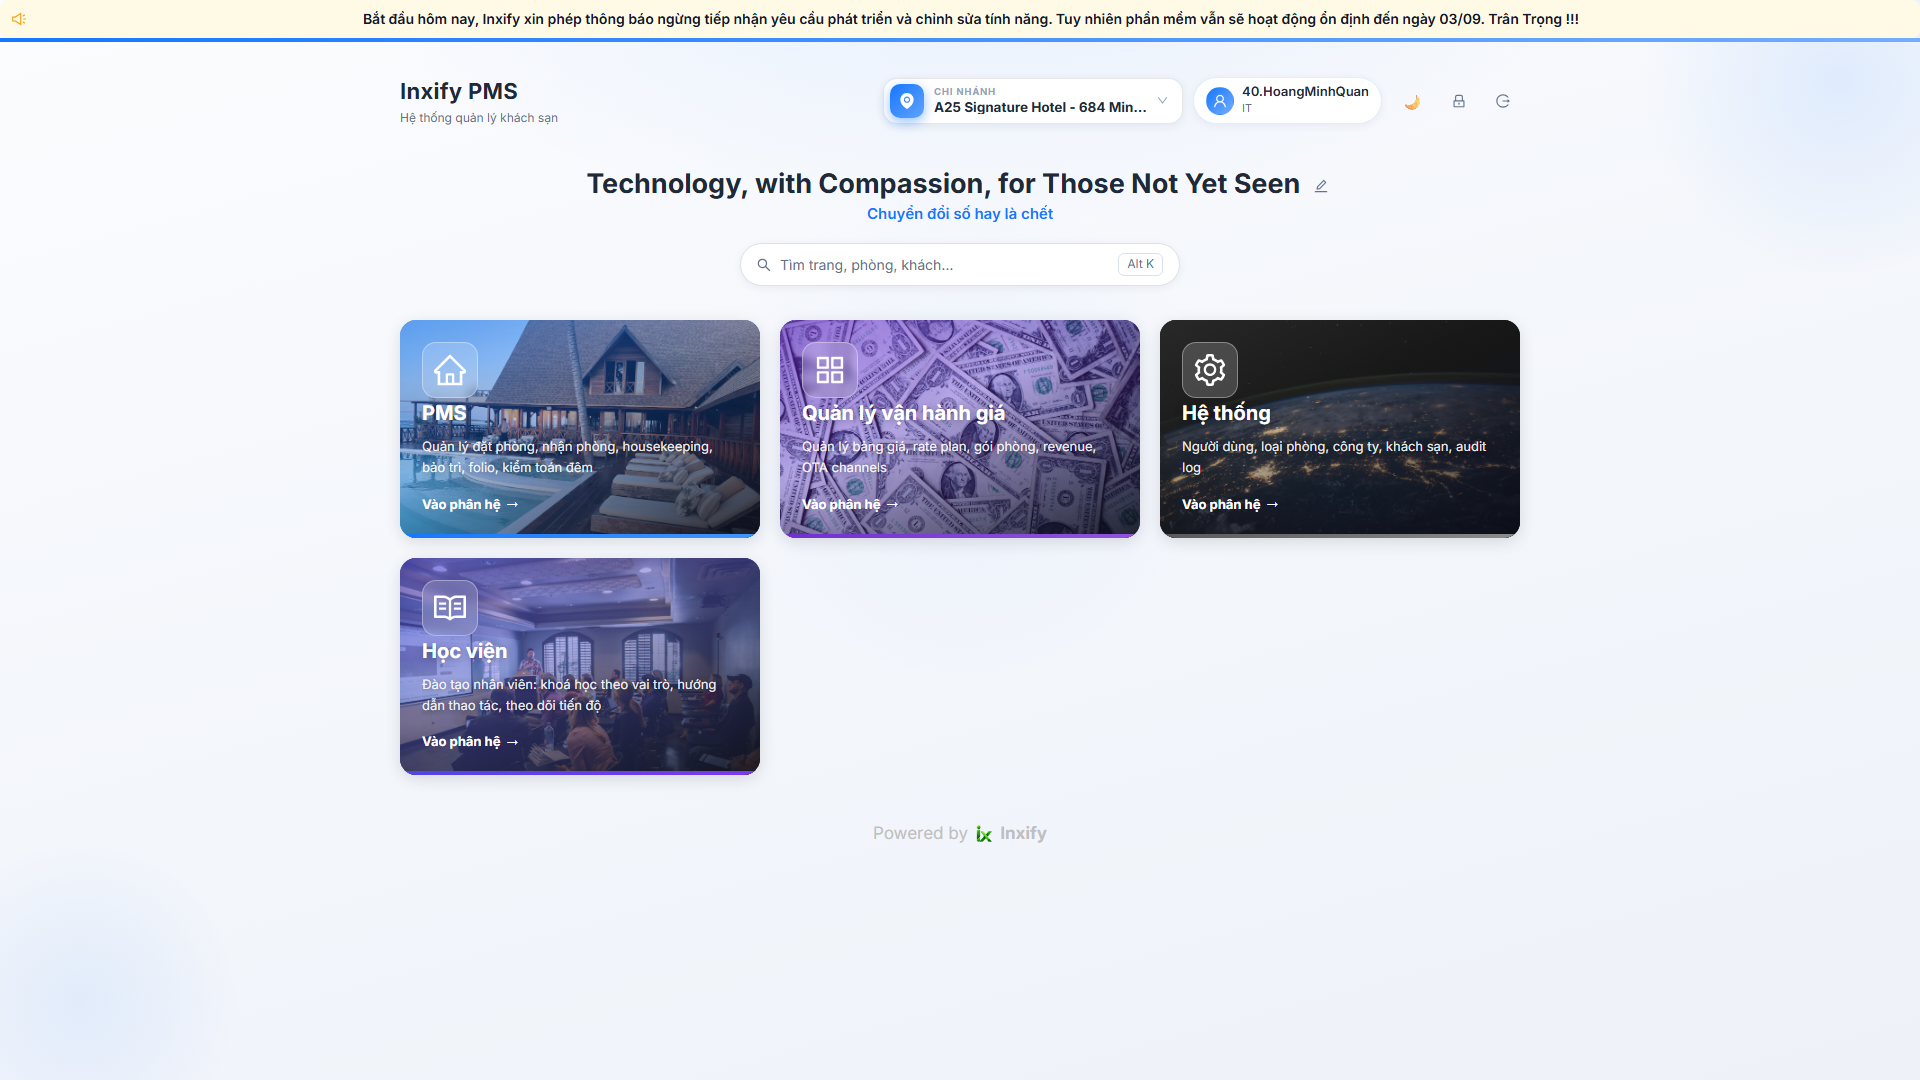 Bắt đầu hôm nay, Inxify xin phép thông báo ngừng tiếp nhận yêu cầu phát triển và chỉnh sửa tính năng. Tuy nhiên phần mềm vẫn sẽ hoạt động ổn định đến ngày 03/09. Trân Trọng !!!
Inxify PMS
Hệ thống quản lý khách sạn
CHI NHÁNH
A25 Signature Hotel - 684 Min...
40.HoangMinhQuan
IT
Technology, with Compassion, for Those Not Yet Seen
Chuyển đổi số hay là chết
Tìm trang, phòng, khách...
Alt K
PMS
Quản lý đặt phòng, nhận phòng, housekeeping,
bảo trì, folio, kiểm toán đêm
Vào phân hệ →
Quản lý vận hành giá
Quản lý bảng giá, rate plan, gói phòng, revenue,
OTA channels
Vào phân hệ →
Hệ thống
Người dùng, loại phòng, công ty, khách sạn, audit
log
Vào phân hệ →
Học viện
Đào tạo nhân viên: khoá học theo vai trò, hướng
dẫn thao tác, theo dõi tiến độ
Vào phân hệ →
Powered by ix Inxify